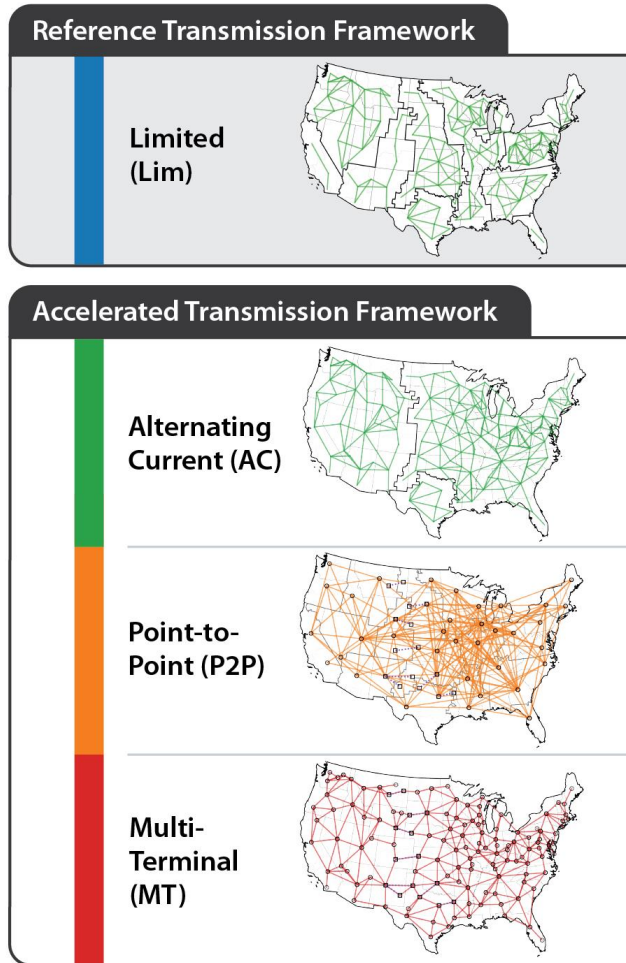 Reference Transmission Framework
Limited
(Lim)
Accelerated Transmission Framework
Alternating
Current (AC)
Point-to-
Point (P2P)
Multi-
Terminal
(MT)